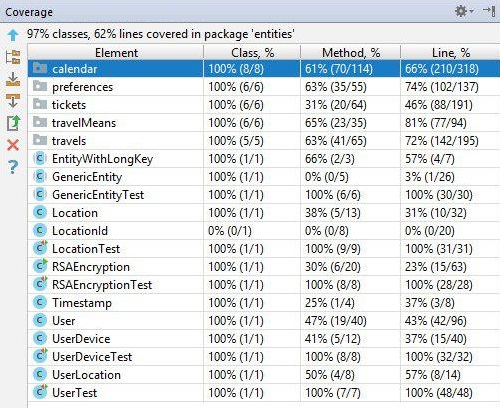 Coverage
97% classes, 62% lines covered in package 'entities'
Element Class, % Method, % Line, %
calendar 100% (8/8) 61% (70/114) 66% (210/318)
preferences 100% (6/6) 63% (35/55) 74% (102/137)
tickets 100% (6/6) 31% (20/64) 46% (88/191)
travelMeans 100% (6/6) 65% (23/35) 81% (77/94)
travels 100% (5/5) 63% (41/65) 72% (142/195)
EntityWithLongKey 100% (1/1) 66% (2/3) 57% (4/7)
GenericEntity 100% (1/1) 0% (0/5) 3% (1/26)
GenericEntityTest 100% (1/1) 100% (6/6) 100% (30/30)
Location 100% (1/1) 38% (5/13) 31% (10/32)
LocationId 0% (0/1) 0% (0/8) 0% (0/20)
LocationTest 100% (1/1) 100% (9/9) 100% (31/31)
RSAEncryption 100% (1/1) 30% (6/20) 23% (15/63)
RSAEncryptionTest 100% (1/1) 100% (8/8) 100% (28/28)
Timestamp 100% (1/1) 25% (1/4) 37% (3/8)
User 100% (1/1) 47% (19/40) 43% (42/96)
UserDevice 100% (1/1) 41% (5/12) 37% (15/40)
UserDeviceTest 100% (1/1) 100% (8/8) 100% (32/32)
UserLocation 100% (1/1) 50% (4/8) 57% (8/14)
UserTest 100% (1/1) 100% (7/7) 100% (48/48)